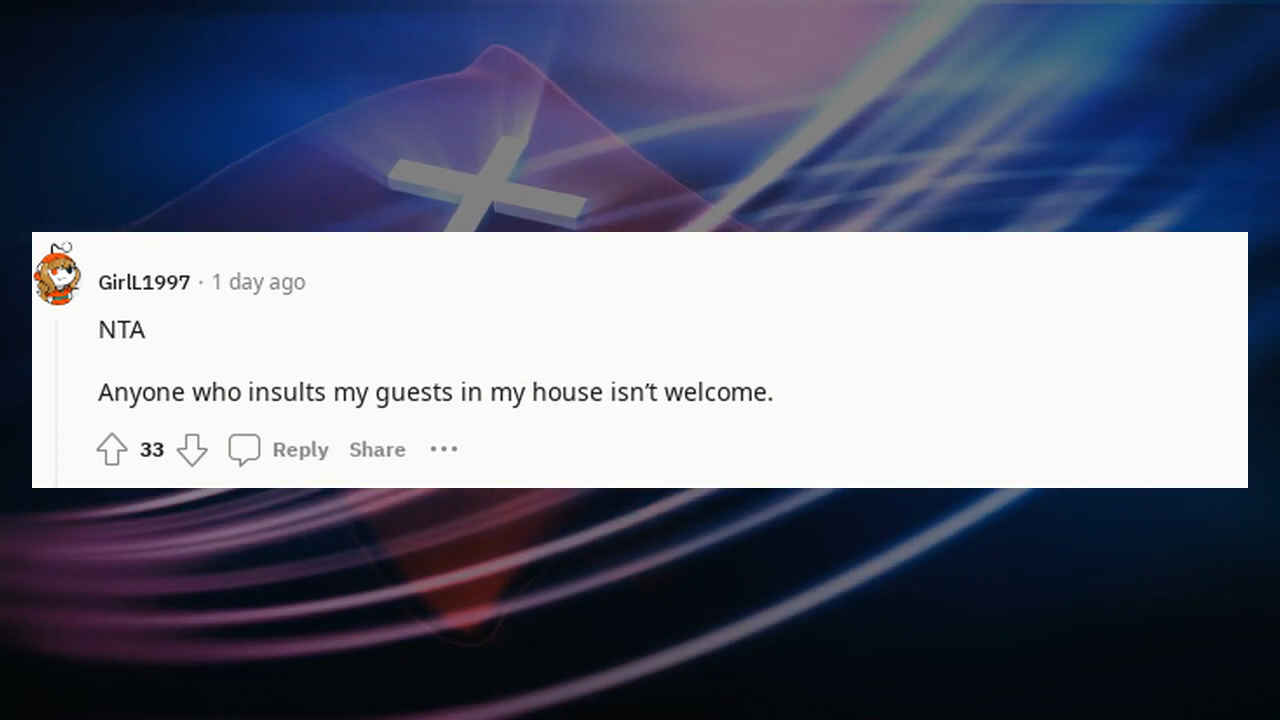 GirlL1997 · 1 day ago
NTA
Anyone who insults my guests in my house isn’t welcome.
33 Reply Share •••